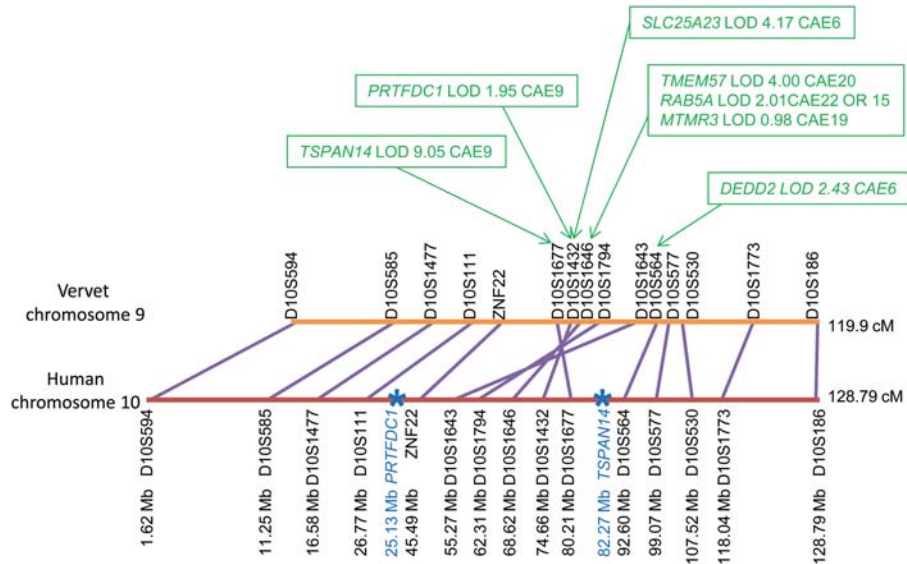 SLC25A23 LOD 4.17 CAE6
PRTFDC1 LOD 1.95 CAE9
TMEM57 LOD 4.00 CAE20
RAB5A LOD 2.01CAE22 OR 15
MTMR3 LOD 0.98 CAE19
TSPAN14 LOD 9.05 CAE9
DEDD2 LOD 2.43 CAE6
Vervet
chromosome 9
D10S594
D10S585
D10S1477
D10S111
ZNF22
D10S1677
D10S1432
D10S1646
D10S1794
D10S1643
D10S564
D10S577
D10S530
D10S1773
D10S186
119.9 cM
Human
chromosome 10
128.79 cM
1.62 Mb D10S594
11.25 Mb D10S585
16.58 Mb D10S1477
26.77 Mb D10S111
25.13 Mb PRTFDC1
45.49 Mb ZNF22
55.27 Mb D10S1643
62.31 Mb D10S1794
68.62 Mb D10S1646
74.66 Mb D10S1432
80.21 Mb D10S1677
82.27 Mb TSPAN14
92.60 Mb D10S564
99.07 Mb D10S577
107.52 Mb D10S530
118.04 Mb D10S1773
128.79 Mb D10S186